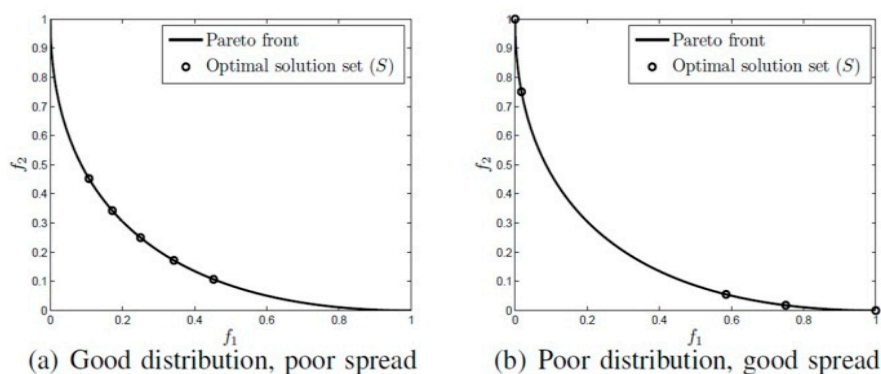 Pareto front
Optimal solution set (S)
1
0.9
0.8
0.7
0.6
0.5
0.4
0.3
0.2
0.1
0
f₂
0 0.2 0.4 0.6 0.8 1
f₁
(a) Good distribution, poor spread
Pareto front
Optimal solution set (S)
1
0.9
0.8
0.7
0.6
0.5
0.4
0.3
0.2
0.1
0
f₂
0 0.2 0.4 0.6 0.8 1
f₁
(b) Poor distribution, good spread